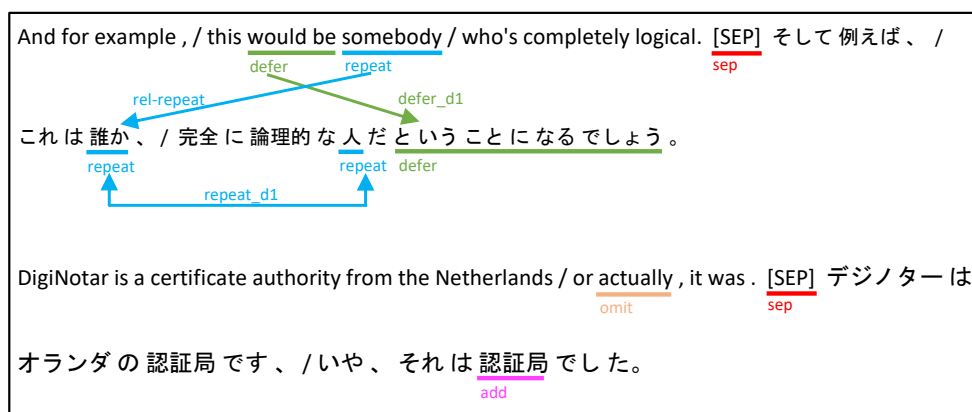 And for example , / this would be somebody / who's completely logical. [SEP] そして 例えば 、 /
defer repeat sep
rel-repeat defer_d1
これ は 誰か 、 / 完全 に 論理的 な 人 だ と いう こと に なる でしょう 。
repeat repeat defer
repeat_d1
DigiNotar is a certificate authority from the Netherlands / or actually , it was . [SEP] デジノター は
omit sep
オランダ の 認証局 です 、 / いや 、 それ は 認証局 でし た。
add